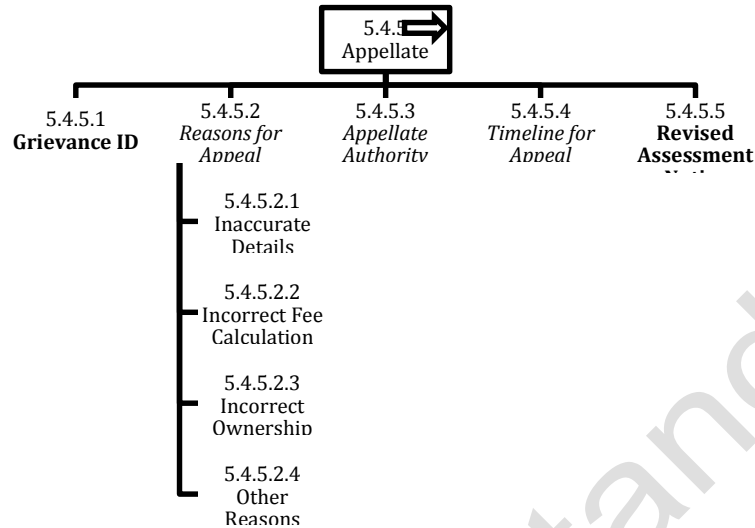 5.4.5
Appellate
5.4.5.1
Grievance ID
5.4.5.2
Reasons for
Appeal
5.4.5.3
Appellate
Authority
5.4.5.4
Timeline for
Appeal
5.4.5.5
Revised
Assessment
5.4.5.2.1
Inaccurate
Details
5.4.5.2.2
Incorrect Fee
Calculation
5.4.5.2.3
Incorrect
Ownership
5.4.5.2.4
Other
Reasons